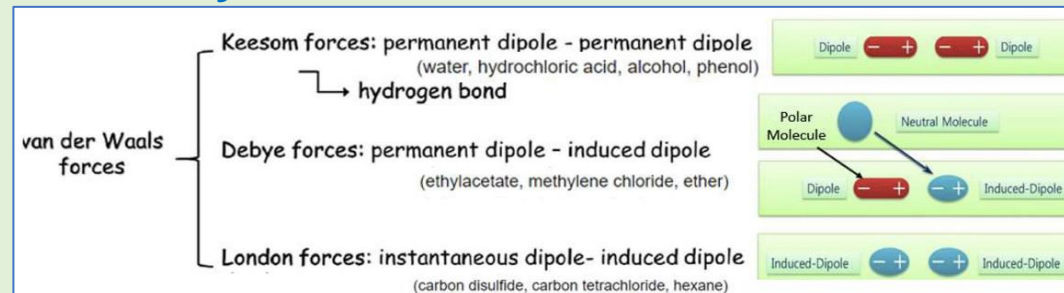 Keesom forces: permanent dipole - permanent dipole
(water, hydrochloric acid, alcohol, phenol)
hydrogen bond
van der Waals
forces
Debye forces: permanent dipole - induced dipole
(ethylacetate, methylene chloride, ether)
London forces: instantaneous dipole- induced dipole
(carbon disulfide, carbon tetrachloride, hexane)
Dipole − + − + Dipole
Polar
Molecule
Neutral Molecule
Dipole − + − + Induced-Dipole
Induced-Dipole − + − + Induced-Dipole